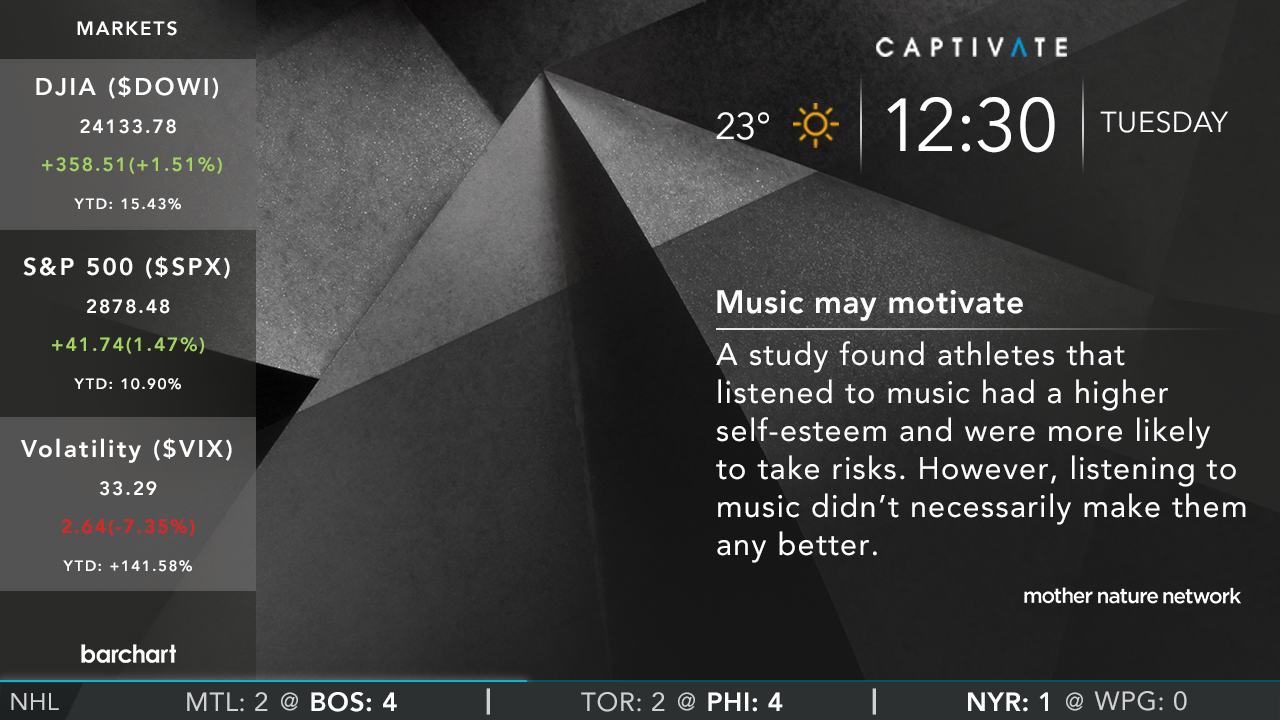 MARKETS
DJIA ($DOWI)
24133.78
+358.51(+1.51%)
YTD: 15.43%
S&P 500 ($SPX)
2878.48
+41.74(1.47%)
YTD: 10.90%
Volatility ($VIX)
33.29
2.64(-7.35%)
YTD: +141.58%
barchart
CAPTIVATE
23° 12:30 TUESDAY
Music may motivate
A study found athletes that
listened to music had a higher
self-esteem and were more likely
to take risks. However, listening to
music didn’t necessarily make them
any better.
mother nature network
NHL MTL: 2 @ BOS: 4 | TOR: 2 @ PHI: 4 | NYR: 1 @ WPG: 0